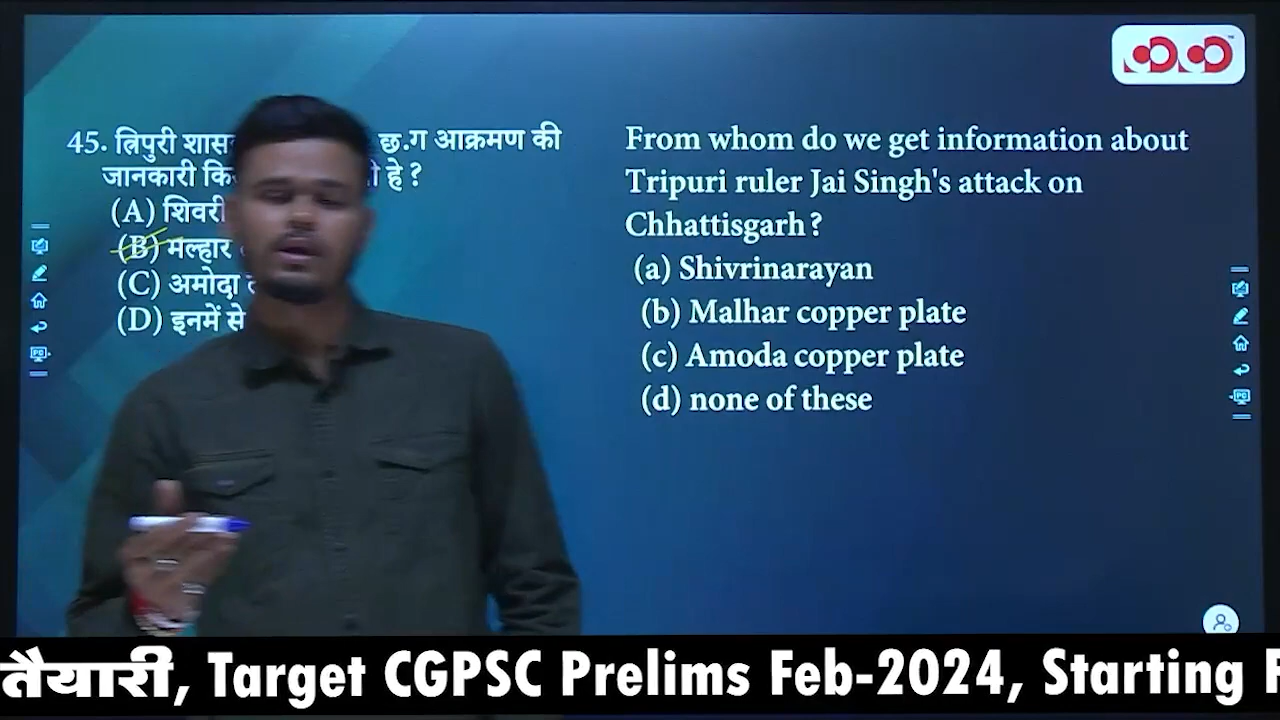 45. त्रिपुरी शास छ.ग आक्रमण की
जानकारी कि हे ?
(A) शिवरी
(B) मल्हार
(C) अमोदा
(D) इनमें से
From whom do we get information about
Tripuri ruler Jai Singh's attack on
Chhattisgarh?
(a) Shivrinarayan
(b) Malhar copper plate
(c) Amoda copper plate
(d) none of these
तैयारी, Target CGPSC Prelims Feb-2024, Starting F